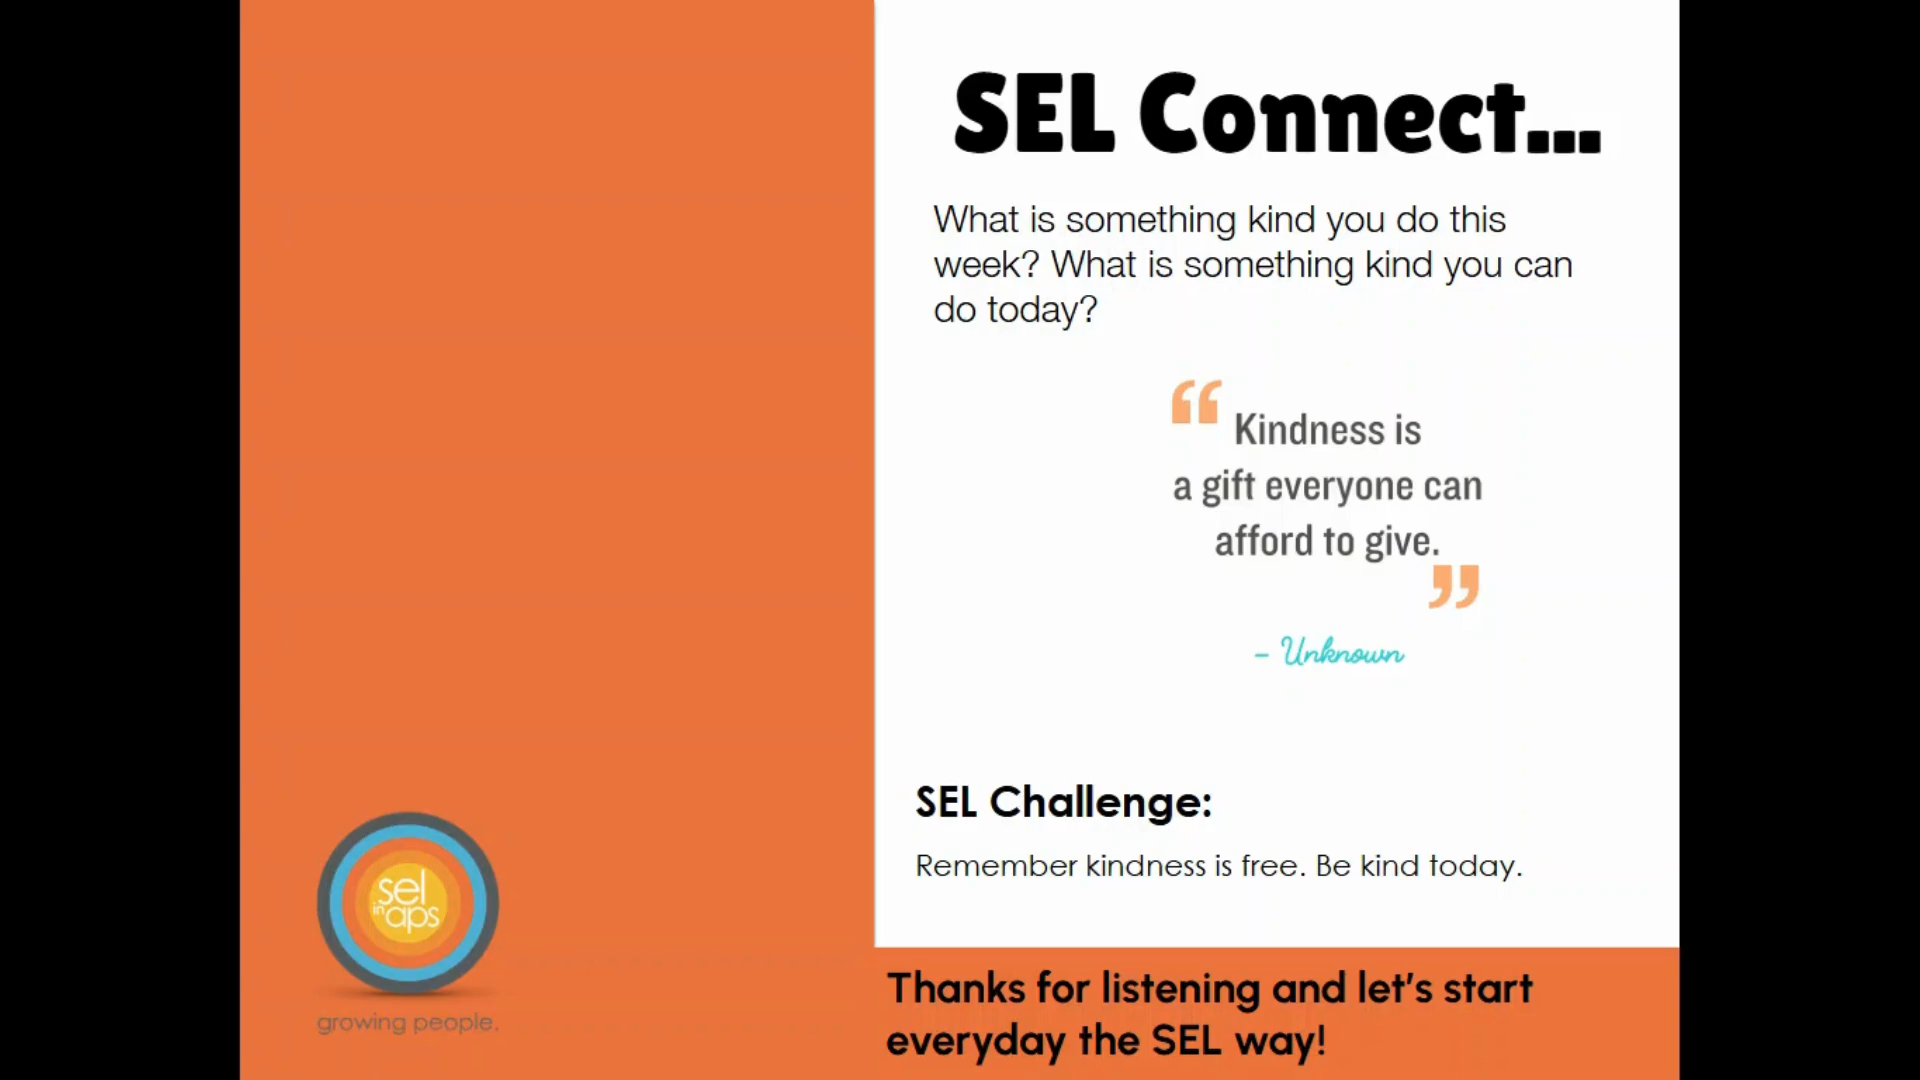 SEL Connect...
What is something kind you do this
week? What is something kind you can
do today?
“ Kindness is
a gift everyone can
afford to give. ”
- Unknown
SEL Challenge:
Remember kindness is free. Be kind today.
sel
in aps
growing people.
Thanks for listening and let's start
everyday the SEL way!